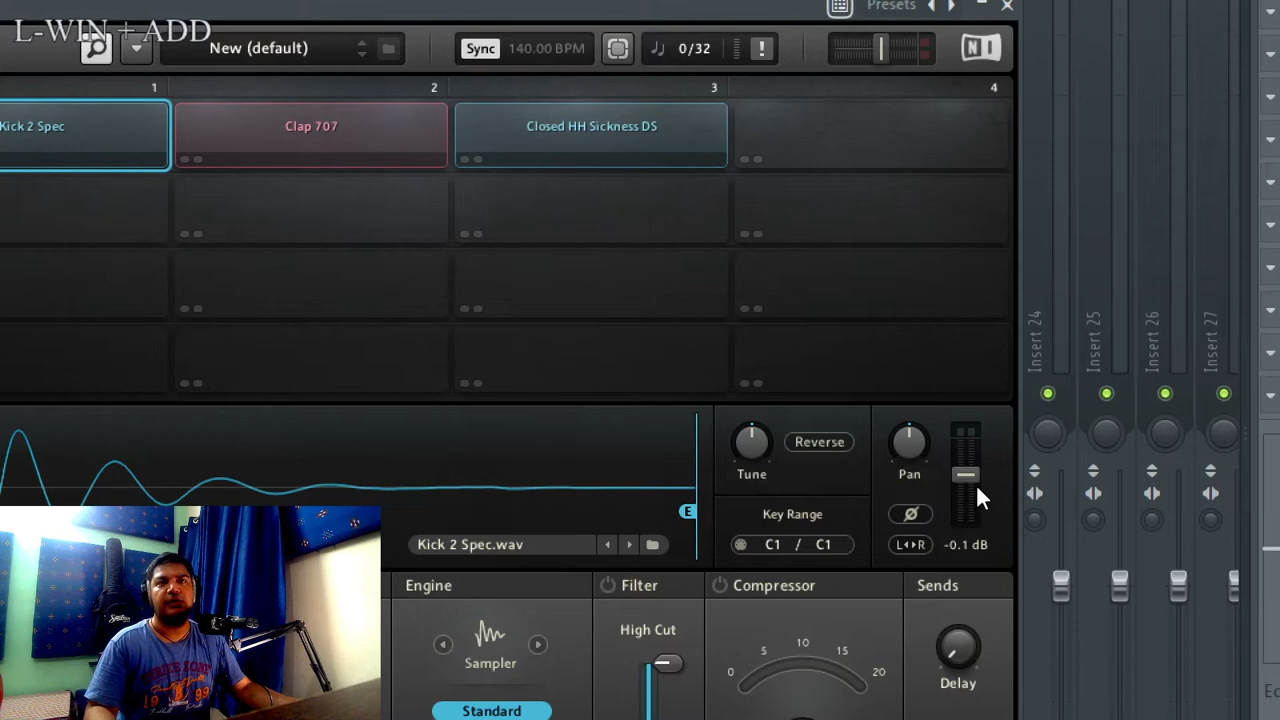 L-WIN + ADD
Presets
New (default)
Sync
140.00 BPM
0/32
!
NI
1
2
3
4
Kick 2 Spec
Clap 707
Closed HH Sickness DS
Insert 24
Insert 25
Insert 26
Insert 27
Tune
Reverse
Pan
Key Range
C1 / C1
L◄►R
-0.1 dB
E
Kick 2 Spec.wav
Engine
Filter
Compressor
Sends
High Cut
Sampler
Standard
0
5
10
15
20
Delay